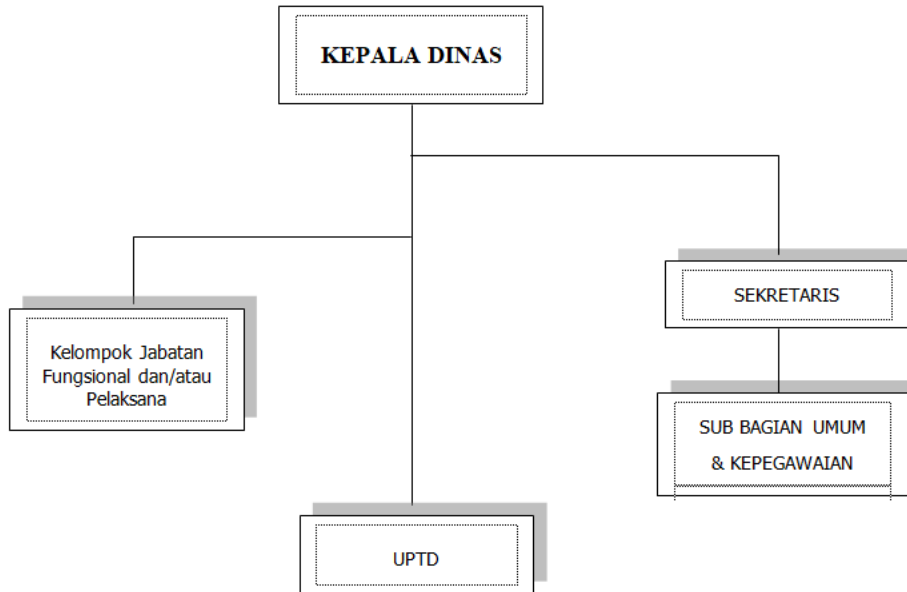 KEPALA DINAS
SEKRETARIS
Kelompok Jabatan
Fungsional dan/atau
Pelaksana
SUB BAGIAN UMUM
& KEPEGAWAIAN
UPTD